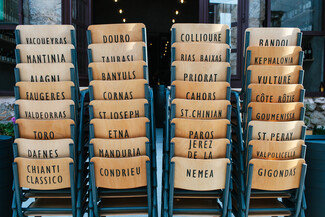 VACQUEYRAS
MANTINIA
ALAGNI
FAUGERES
VALDEORRAS
TORO
DAFNES
CHIANTI
CLASSICO
DOURO
TAURASI
BANYULS
CORNAS
ST.JOSEPH
ETNA
MANDURIA
CONDRIEU
COLLIOURE
RIAS BAIXAS
PRIORAT
CAHORS
ST.CHINIAN
PAROS
JEREZ
DE LA
NEMEA
BANDOL
KEPHALONIA
VULTURE
CÔTE RÔTIE
GOUMENISSA
ST.PERAY
VALPOLICELLA
GIGONDAS